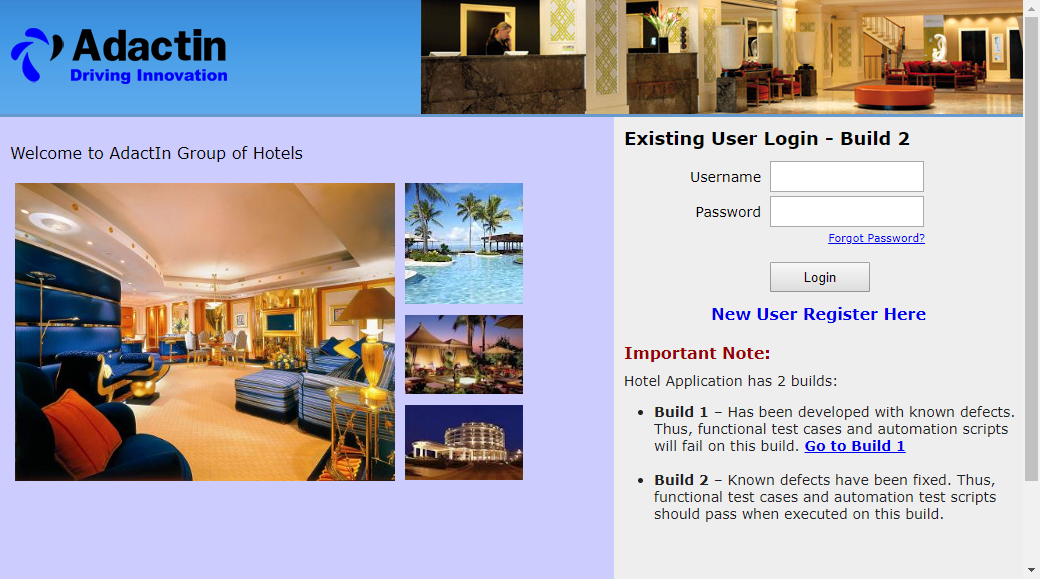 Adactin
Driving Innovation
Welcome to AdactIn Group of Hotels
Existing User Login - Build 2
Username
Password
Forgot Password?
Login
New User Register Here
Important Note:
Hotel Application has 2 builds:
• Build 1 – Has been developed with known defects.
Thus, functional test cases and automation scripts
will fail on this build. Go to Build 1
• Build 2 – Known defects have been fixed. Thus,
functional test cases and automation test scripts
should pass when executed on this build.